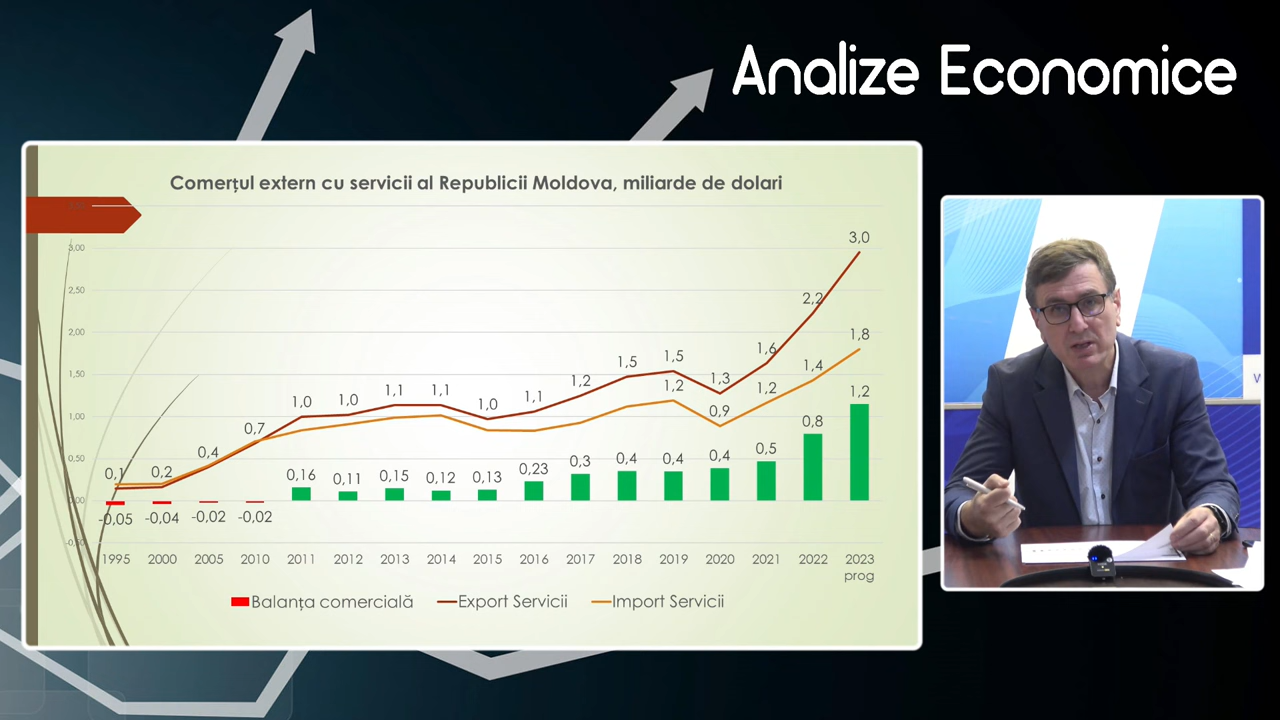 Analize Economice
Comerțul extern cu servicii al Republicii Moldova, miliarde de dolari
3,00
2,50
2,00
1,50
1,00
0,50
0,00
-0,50
0,1 0,2 0,4 0,7 1,0 1,0 1,1 1,1 1,0 1,1 1,2 1,5 1,5 1,3 1,6 2,2 3,0
1,2 0,9 1,2 1,4 1,8
-0,05 -0,04 -0,02 -0,02 0,16 0,11 0,15 0,12 0,13 0,23 0,3 0,4 0,4 0,4 0,5 0,8 1,2
1995 2000 2005 2010 2011 2012 2013 2014 2015 2016 2017 2018 2019 2020 2021 2022 2023
prog
Balanța comercială Export Servicii Import Servicii
V